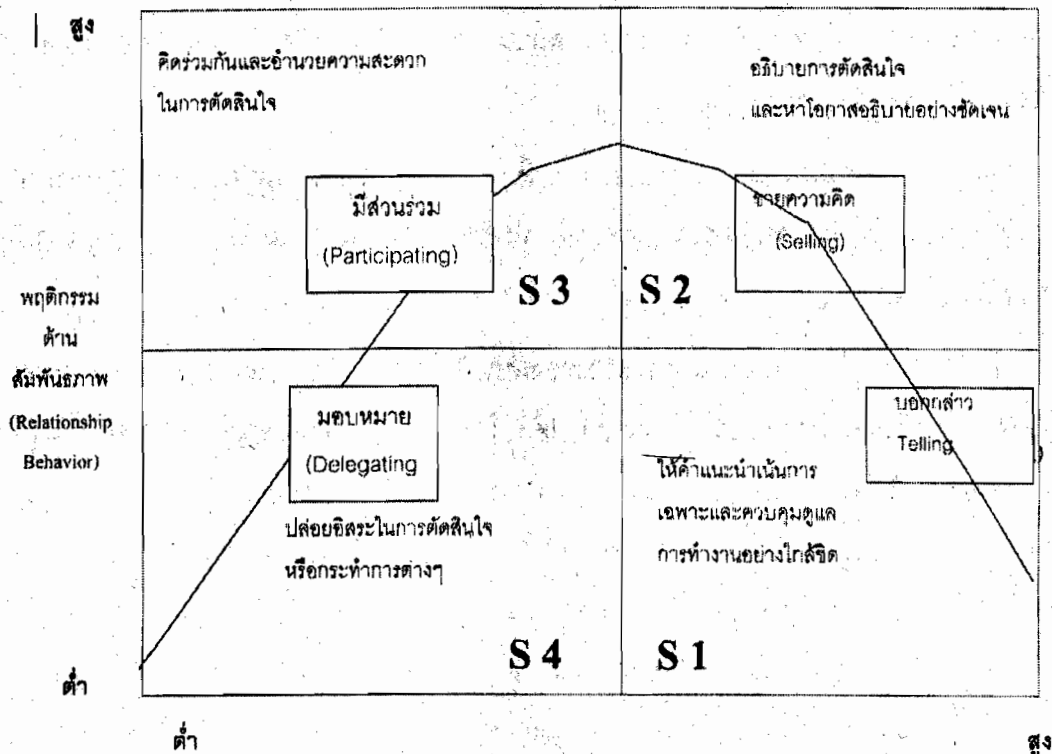 สูง
คิดร่วมกันและอำนวยความสะดวก
ในการตัดสินใจ
อธิบายการตัดสินใจ
และหาโอกาสอธิบายอย่างชัดเจน
มีส่วนร่วม
(Participating)
ขายความคิด
(Selling)
S 3
S 2
พฤติกรรม
ด้าน
สัมพันธภาพ
(Relationship
Behavior)
มอบหมาย
(Delegating
บอกกล่าว
Telling
)
ปล่อยอิสระในการตัดสินใจ
หรือกระทำการต่างๆ
ให้คำแนะนำเน้นการ
เฉพาะและควบคุมดูแล
การทำงานอย่างใกล้ชิด
S 4
S 1
ต่ำ
ต่ำ
สูง